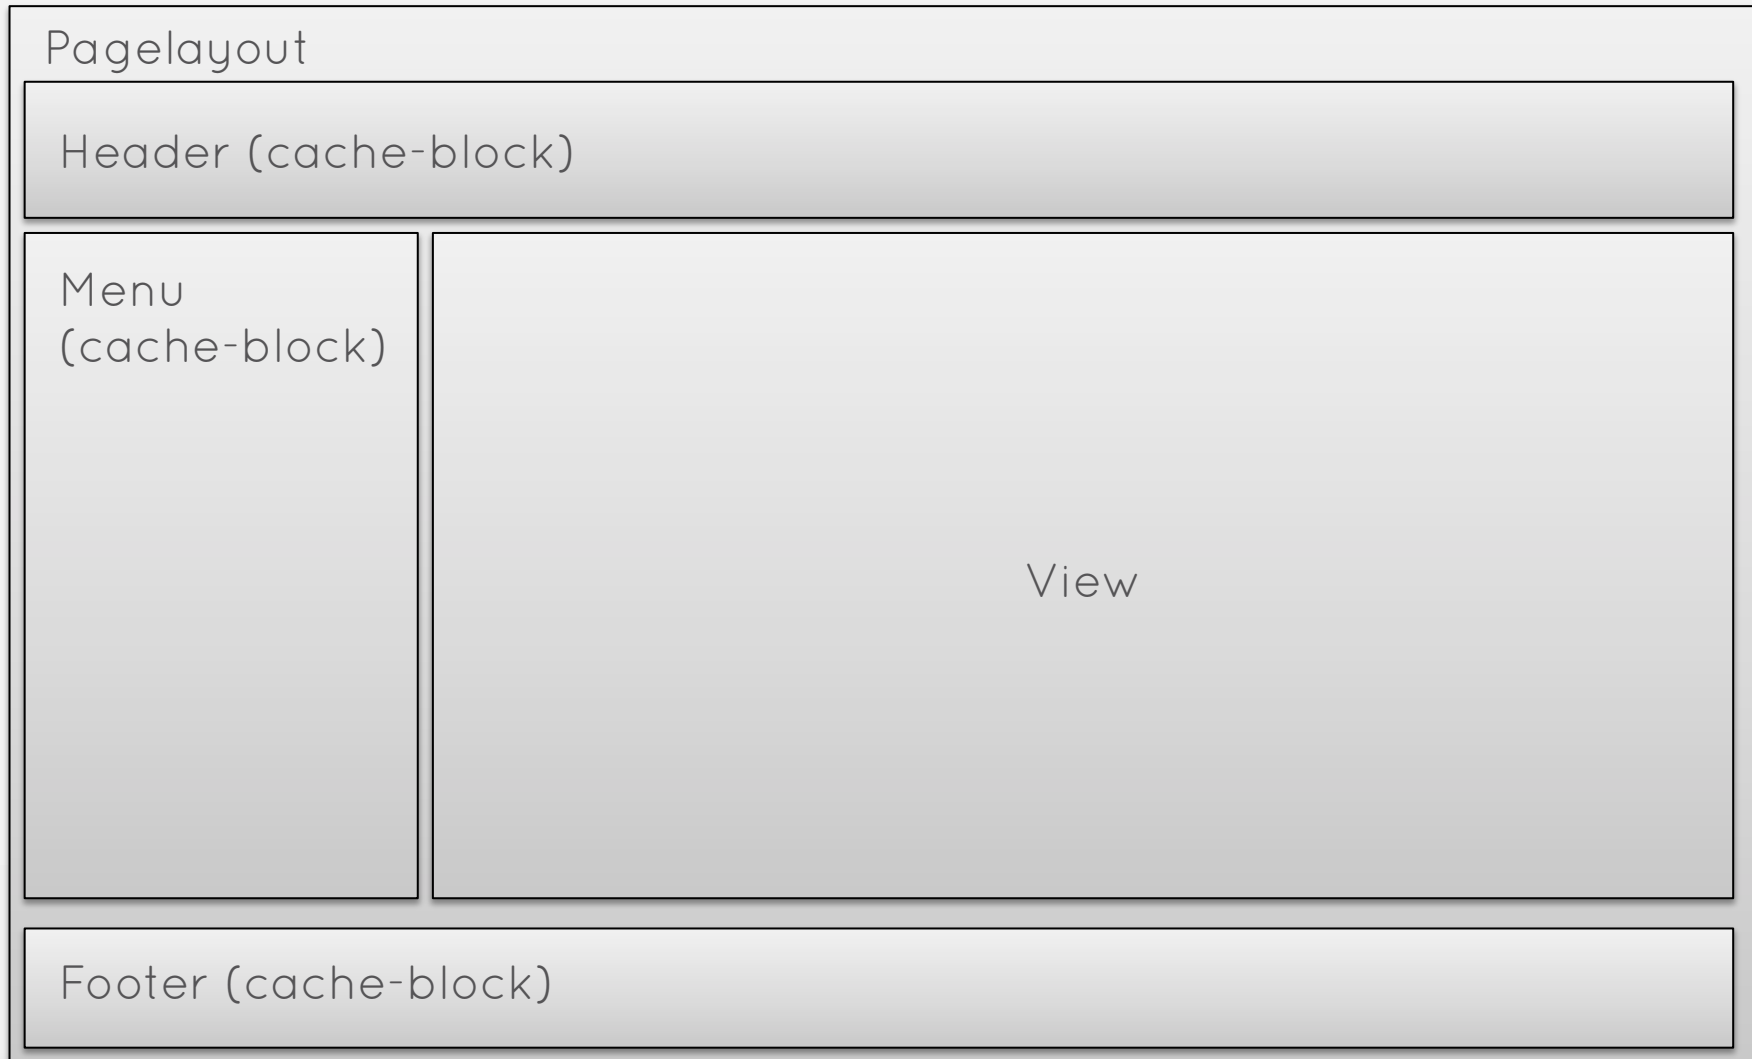 Pagelayout
Header (cache-block)
Menu
(cache-block)
View
Footer (cache-block)